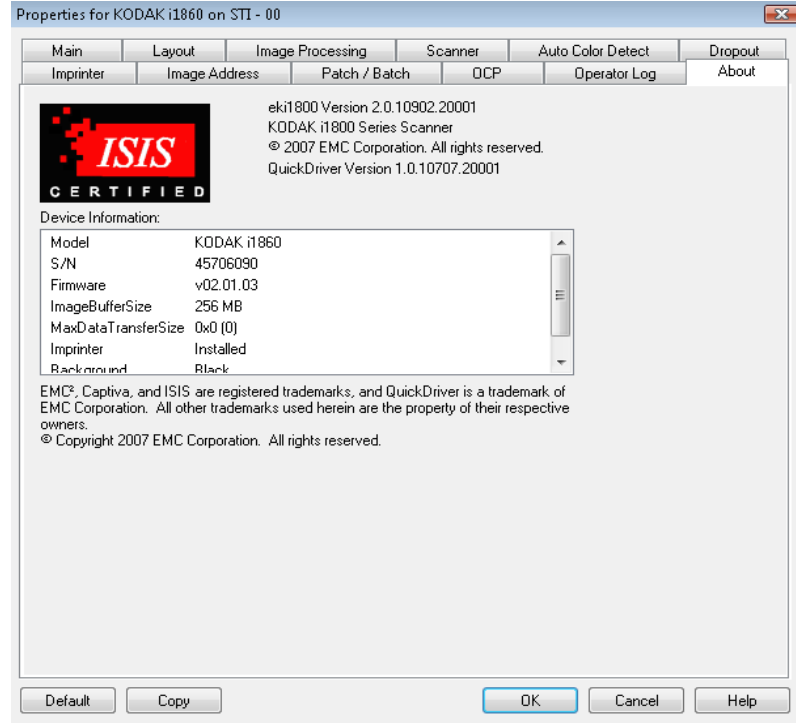 Properties for KODAK i1860 on STI - 00
Main Layout Image Processing Scanner Auto Color Detect Dropout
Imprinter Image Address Patch / Batch OCP Operator Log About
ISIS
CERTIFIED
eki1800 Version 2.0.10902.20001
KODAK i1800 Series Scanner
© 2007 EMC Corporation. All rights reserved.
QuickDriver Version 1.0.10707.20001
Device Information:
Model KODAK i1860
S/N 45706090
Firmware v02.01.03
ImageBufferSize 256 MB
MaxDataTransferSize 0x0 (0)
Imprinter Installed
Background Black
EMC², Captiva, and ISIS are registered trademarks, and QuickDriver is a trademark of
EMC Corporation. All other trademarks used herein are the property of their respective
owners.
© Copyright 2007 EMC Corporation. All rights reserved.
Default Copy OK Cancel Help